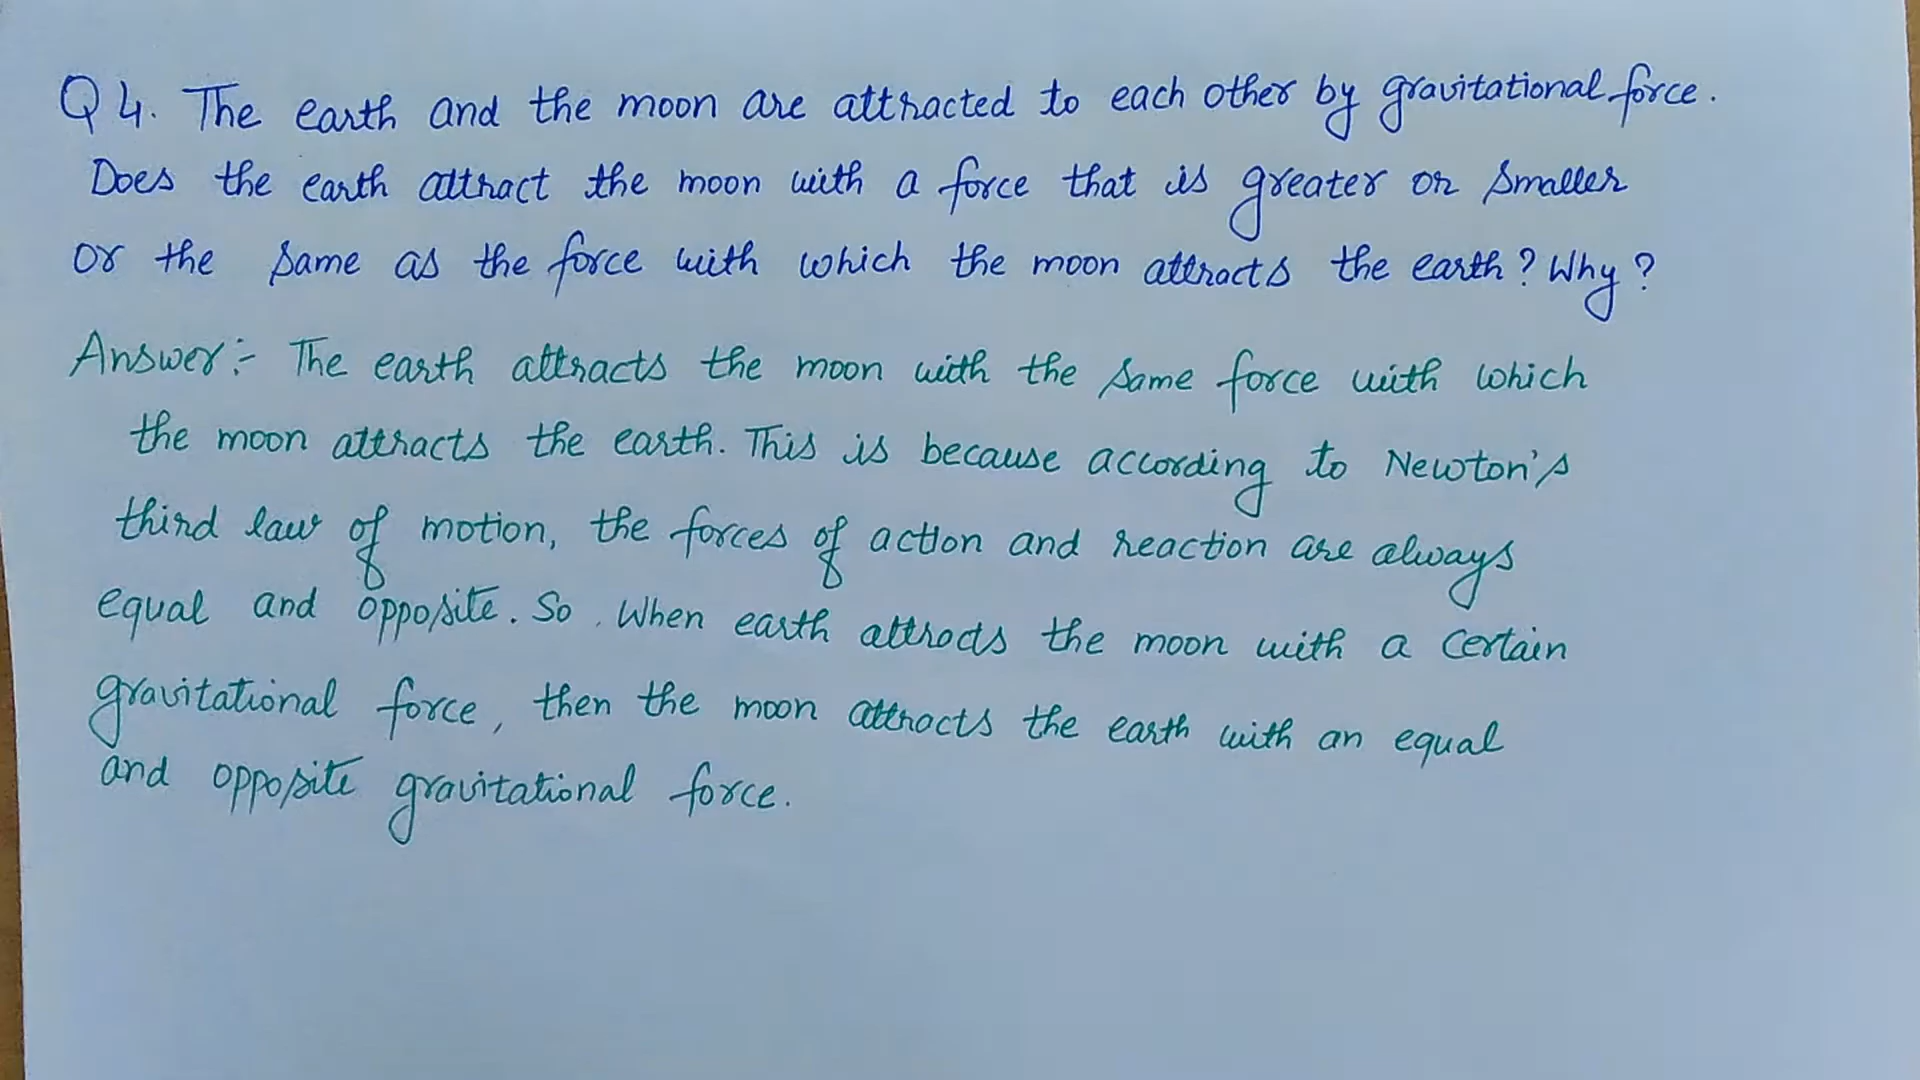 Q 4. The earth and the moon are attracted to each other by gravitational force.
Does the earth attract the moon with a force that is greater or smaller
or the same as the force with which the moon attracts the earth? Why?
Answer:- The earth attracts the moon with the same force with which
the moon attracts the earth. This is because according to Newton's
third law of motion, the forces of action and reaction are always
equal and opposite. So, When earth attracts the moon with a certain
gravitational force, then the moon attracts the earth with an equal
and opposite gravitational force.